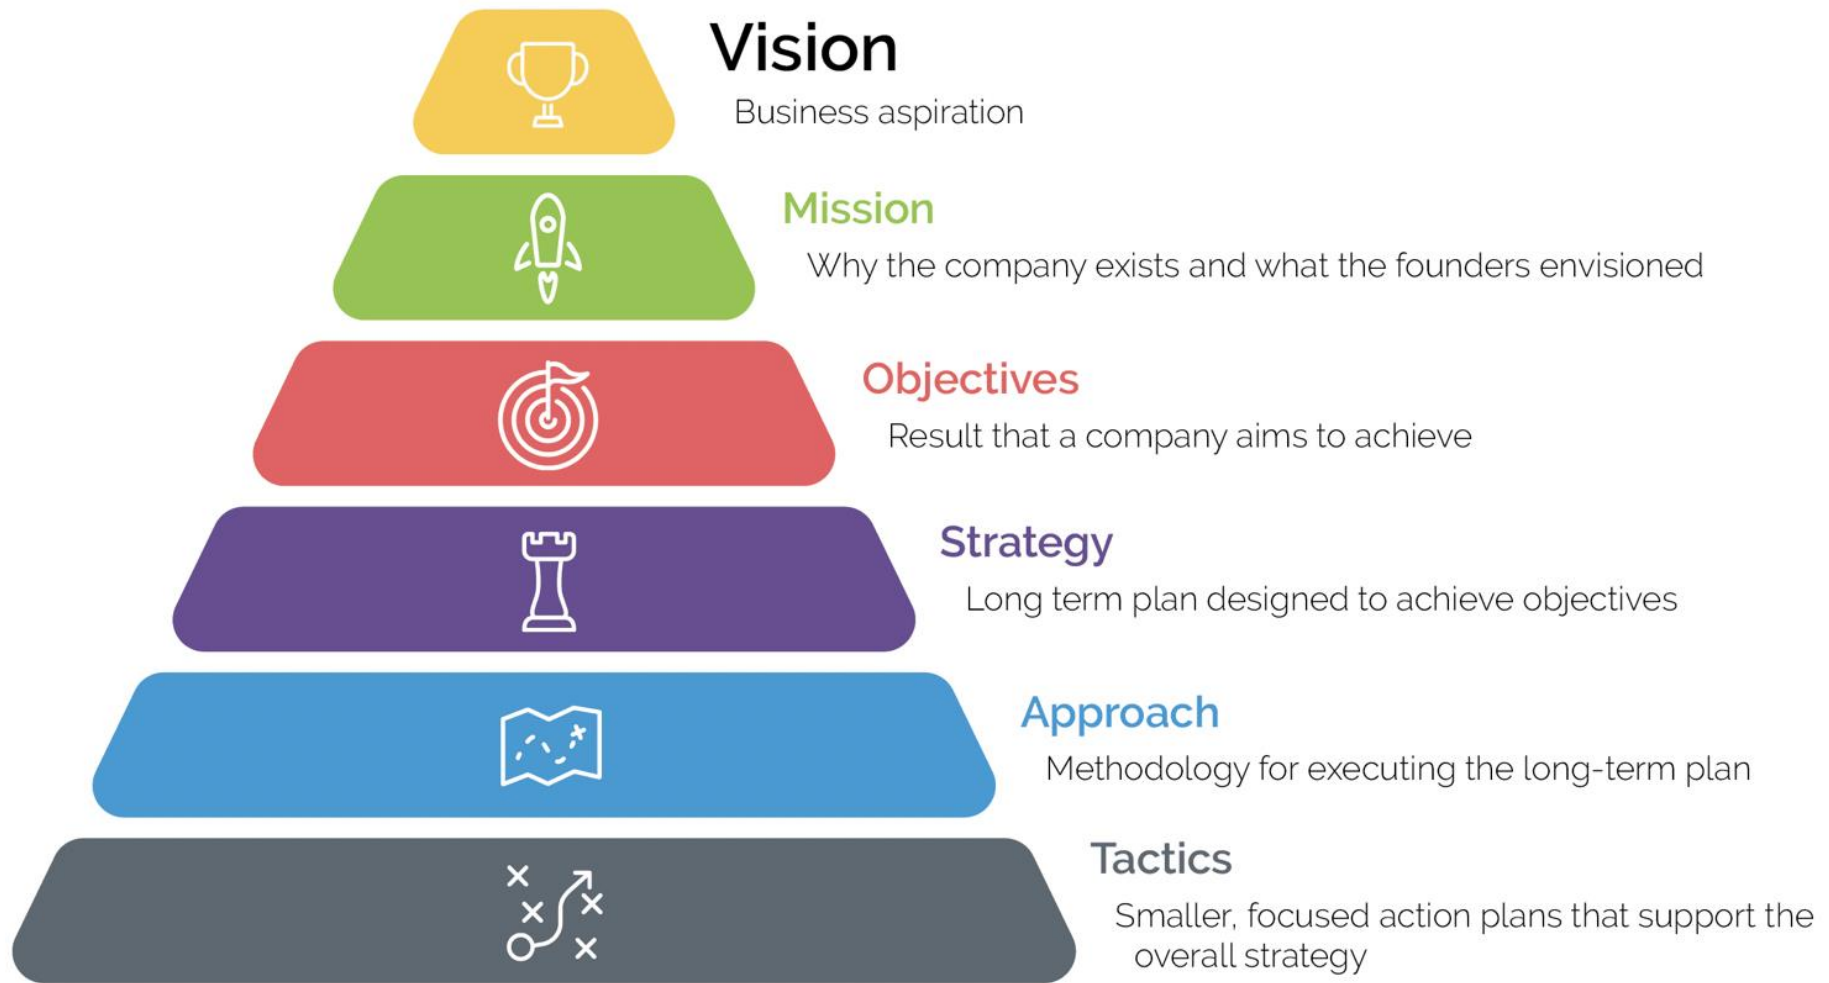 Vision
Business aspiration
Mission
Why the company exists and what the founders envisioned
Objectives
Result that a company aims to achieve
Strategy
Long term plan designed to achieve objectives
Approach
Methodology for executing the long-term plan
Tactics
Smaller, focused action plans that support the
overall strategy